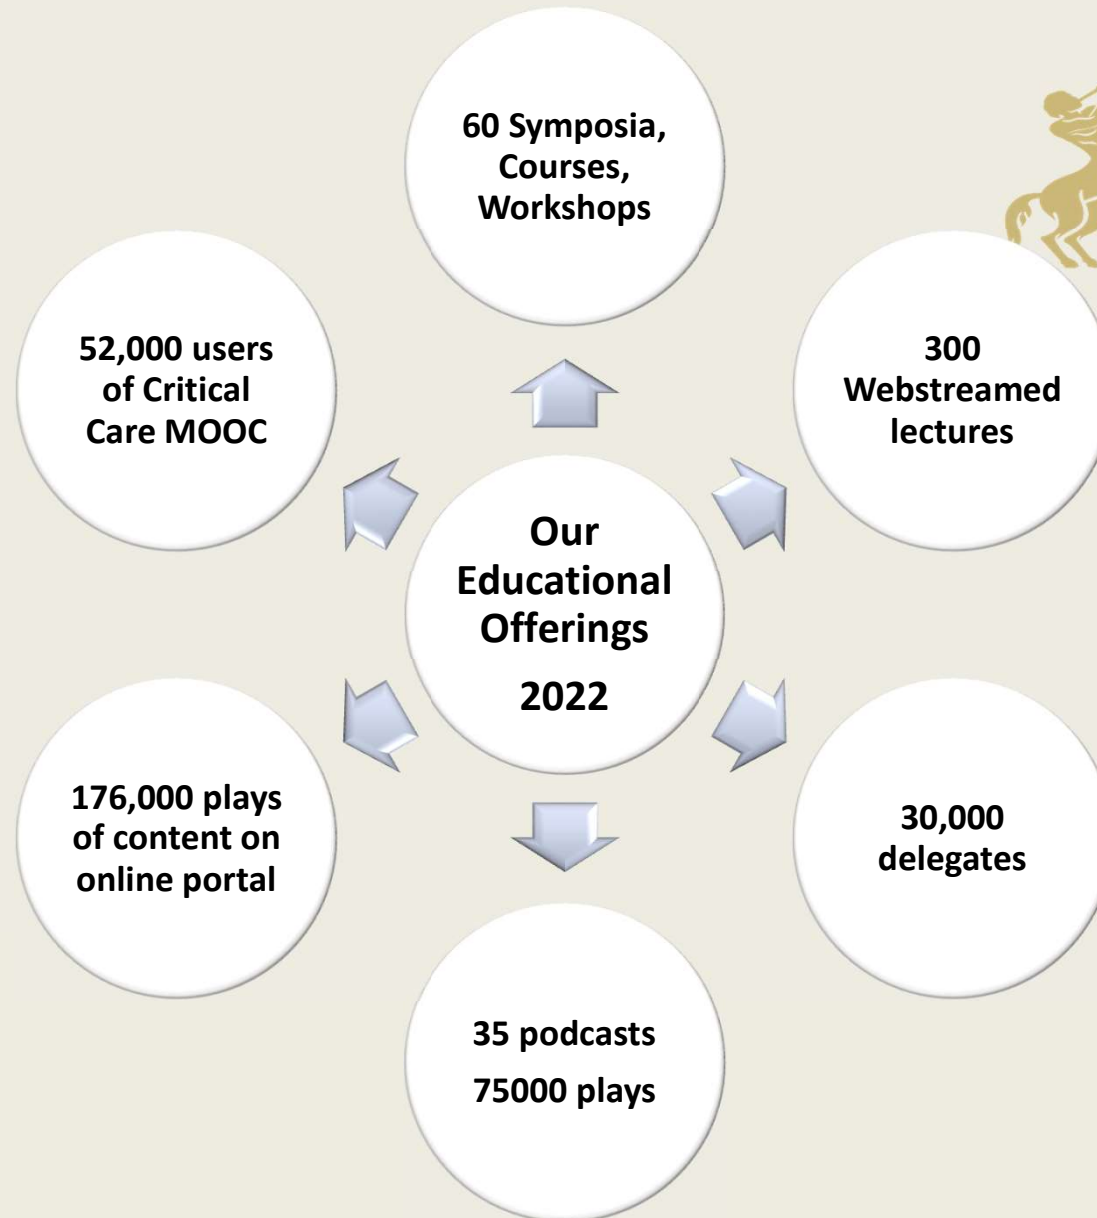 60 Symposia,
Courses,
Workshops
52,000 users
of Critical
Care MOOC
300
Webstreamed
lectures
Our
Educational
Offerings
2022
176,000 plays
of content on
online portal
30,000
delegates
35 podcasts
75000 plays